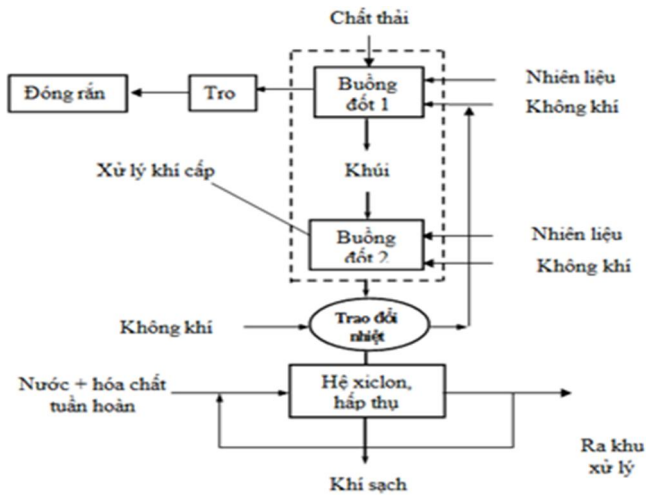 Chất thải
Buồng
đốt 1
Nhiên liệu
Không khí
Tro
Đóng rắn
Xử lý khí cấp
Khúi
Buồng
đốt 2
Nhiên liệu
Không khí
Không khí
Trao đổi
nhiệt
Nước + hóa chất
tuần hoàn
Hệ xiclon,
hấp thụ
Ra khu
xử lý
Khí sạch